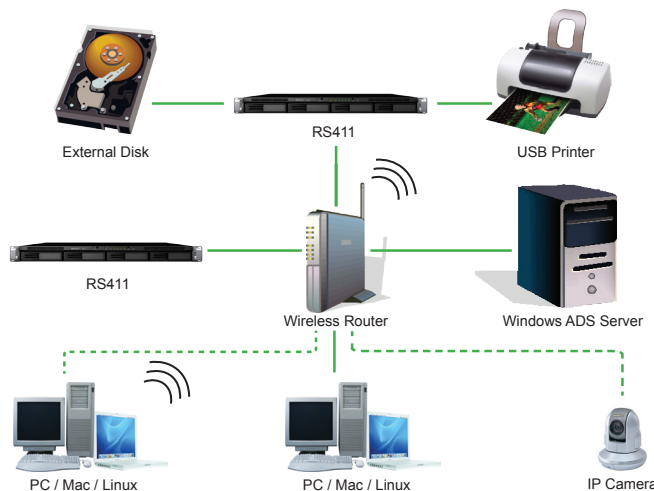 External Disk
RS411
USB Printer
RS411
Wireless Router
Windows ADS Server
PC / Mac / Linux
PC / Mac / Linux
IP Camera